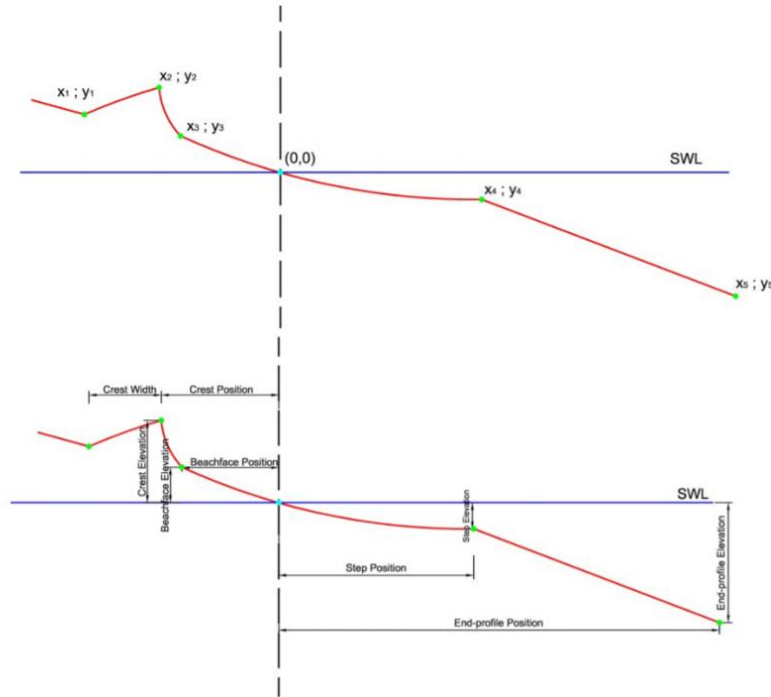 x₂ ; y₂
x₁ ; y₁
x₃ ; y₃
(0,0)
SWL
x₄ ; y₄
x₅ ; y₅
Crest Width
Crest Position
Crest Elevation
Beachface Elevation
Beachface Position
SWL
Step Elevation
Step Position
End-profile Elevation
End-profile Position